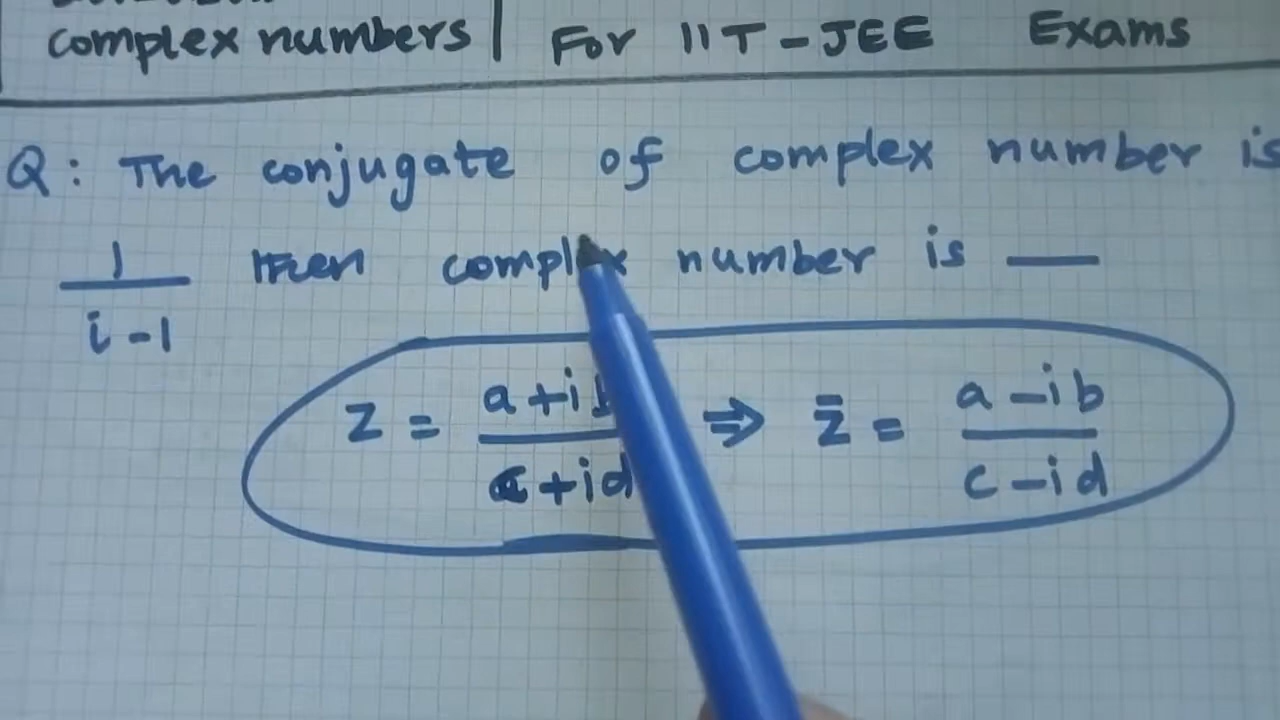 complex numbers | For IIT-JEE Exams
Q: The conjugate of complex number is
1/(i-1) then complex number is ___
z = (a+ib)/(c+id) ⇒ z̄ = (a-ib)/(c-id)